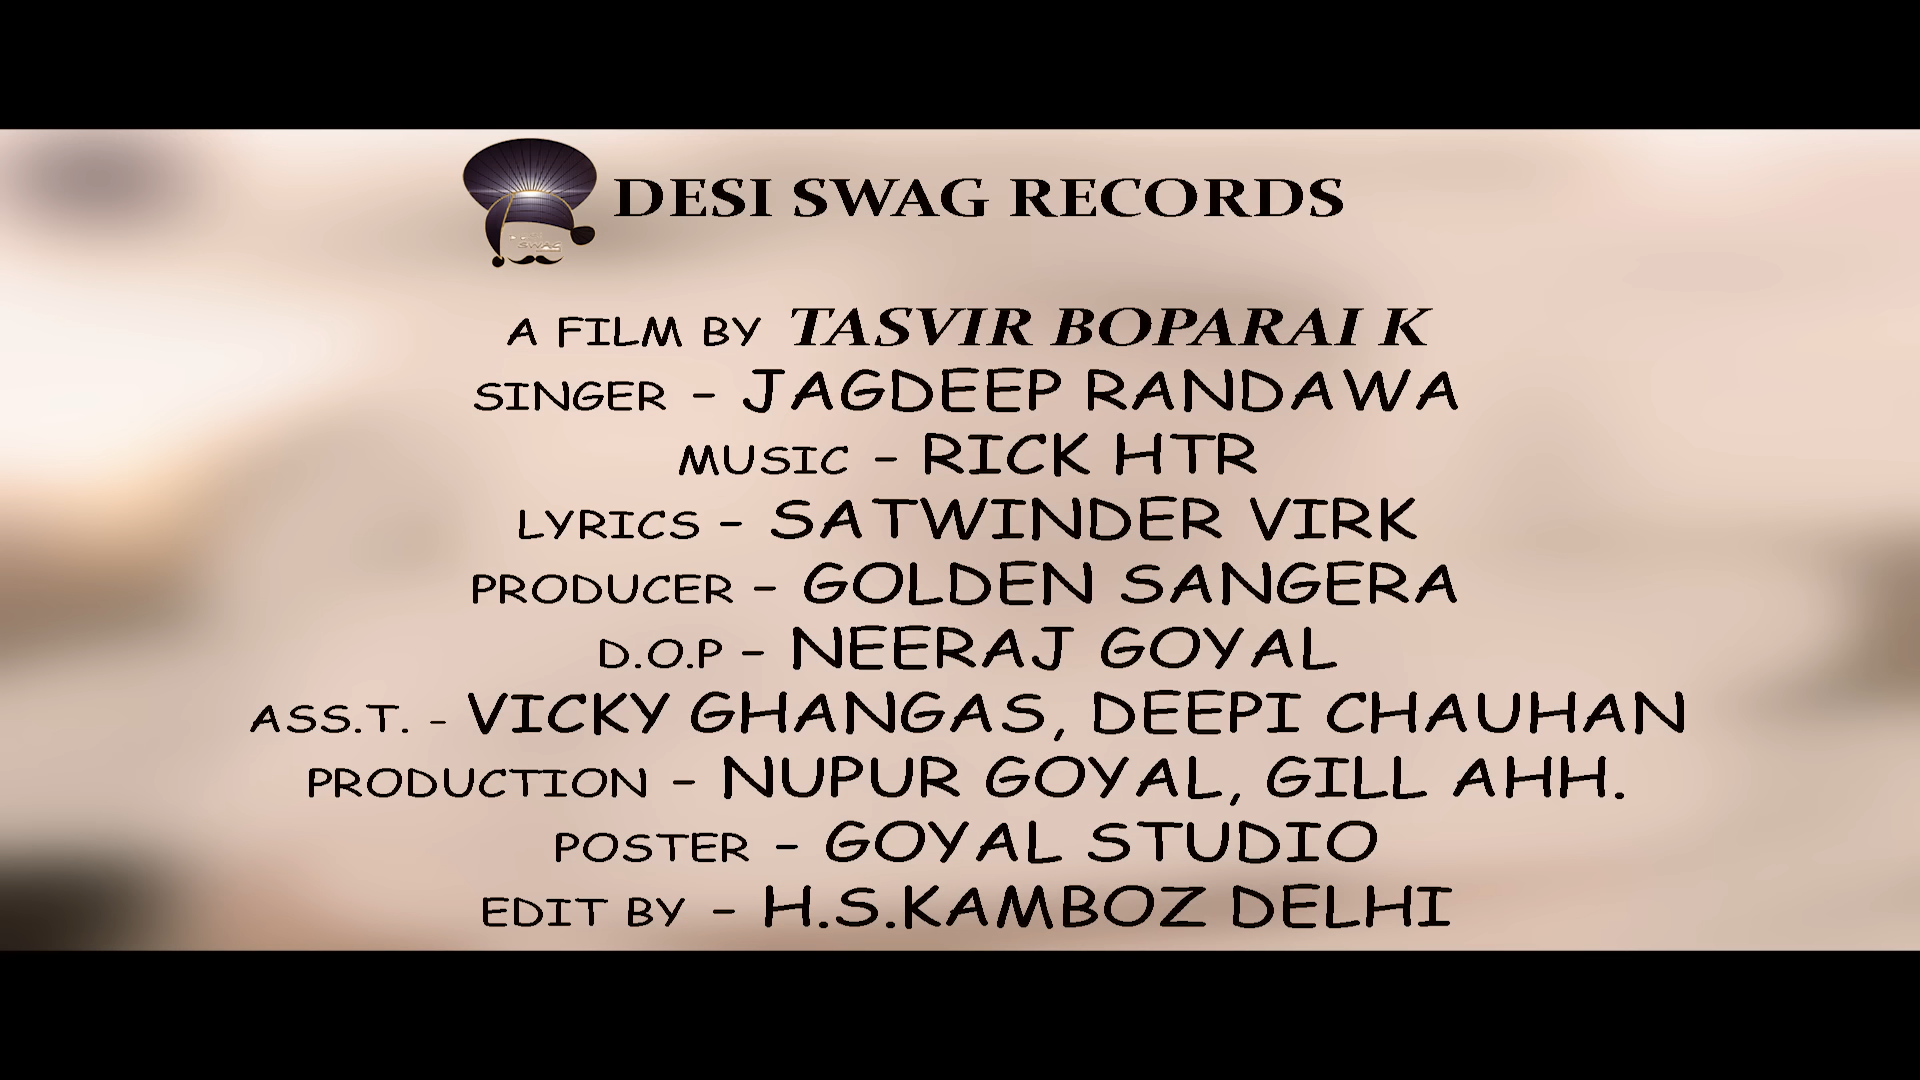 DESI SWAG RECORDS
SWAG
A FILM BY TASVIR BOPARAI K
SINGER - JAGDEEP RANDAWA
MUSIC - RICK HTR
LYRICS - SATWINDER VIRK
PRODUCER - GOLDEN SANGERA
D.O.P - NEERAJ GOYAL
ASS.T. - VICKY GHANGAS, DEEPI CHAUHAN
PRODUCTION - NUPUR GOYAL, GILL AHH.
POSTER - GOYAL STUDIO
EDIT BY - H.S.KAMBOZ DELHI